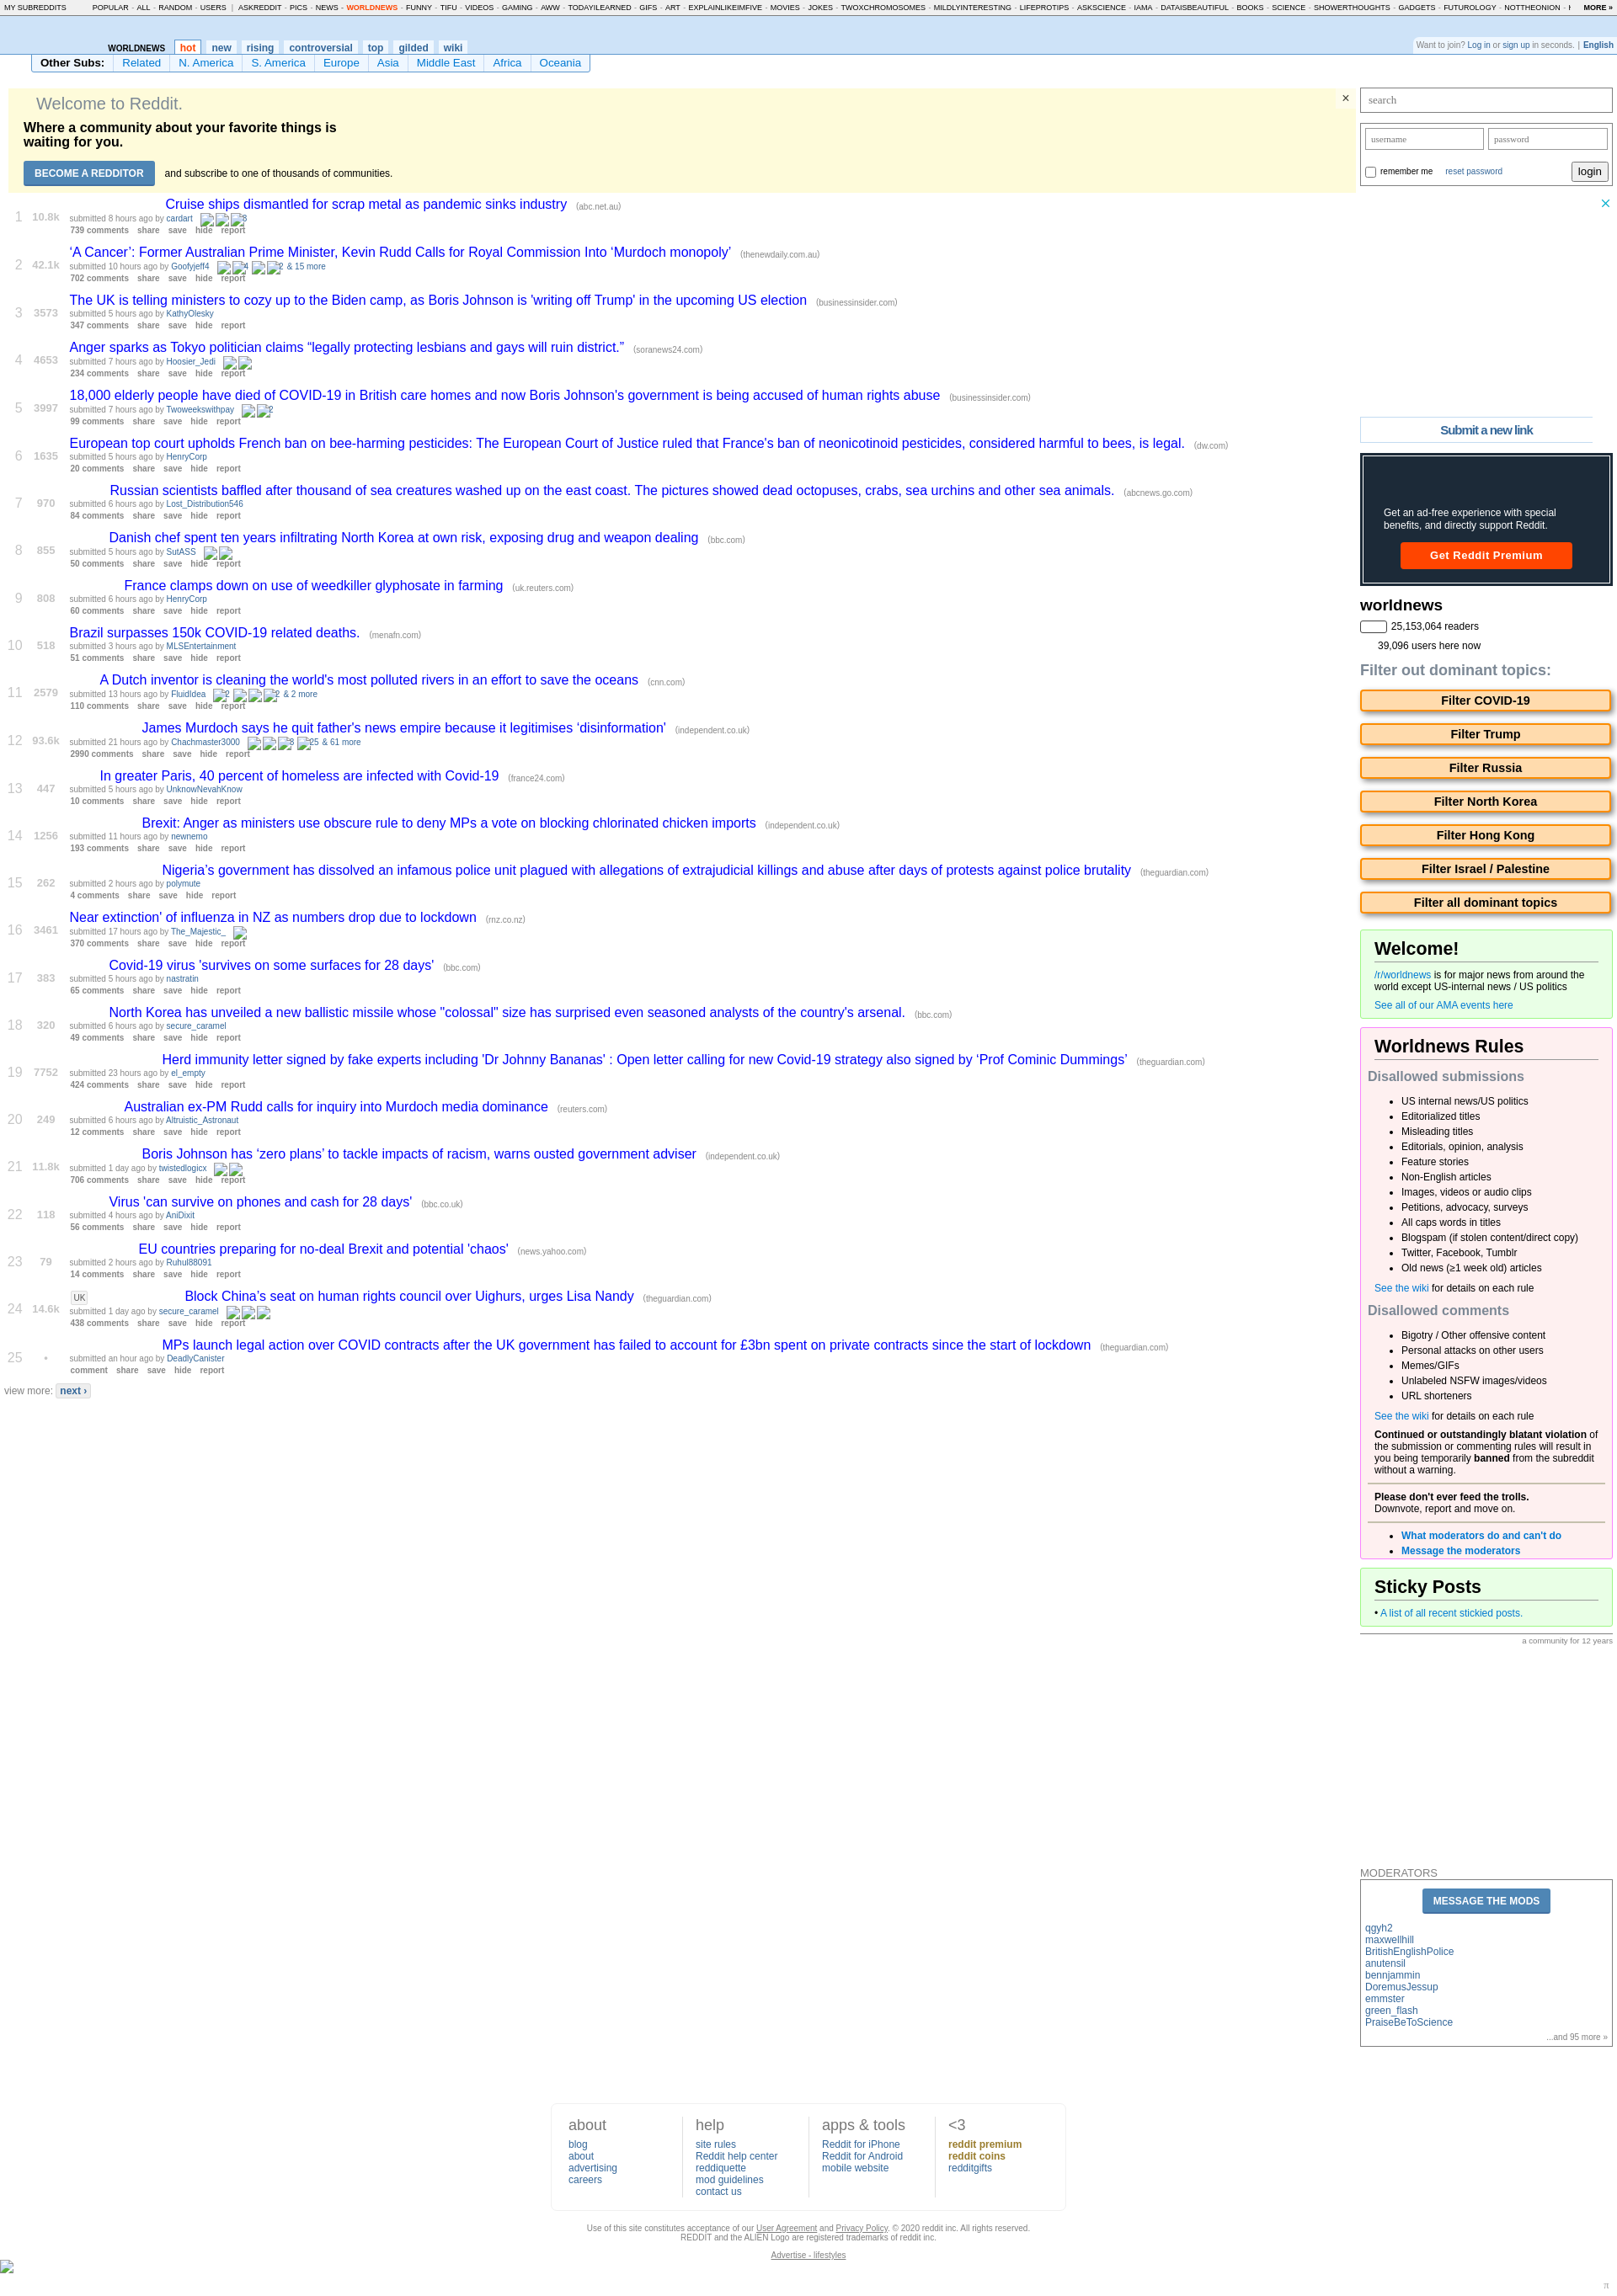 MY SUBREDDITS POPULAR - ALL - RANDOM - USERS | ASKREDDIT - PICS - NEWS - WORLDNEWS - FUNNY - TIFU - VIDEOS - GAMING - AWW - TODAYILEARNED - GIFS - ART - EXPLAINLIKEIMFIVE - MOVIES - JOKES - TWOXCHROMOSOMES - MILDLYINTERESTING - LIFEPROTIPS - ASKSCIENCE - IAMA - DATAISBEAUTIFUL - BOOKS - SCIENCE - SHOWERTHOUGHTS - GADGETS - FUTUROLOGY - NOTTHEONION - MORE »
WORLDNEWS hot new rising controversial top gilded wiki
Want to join? Log in or sign up in seconds. | English
Other Subs: Related N. America S. America Europe Asia Middle East Africa Oceania
Welcome to Reddit.
×
Where a community about your favorite things is
waiting for you.
BECOME A REDDITOR and subscribe to one of thousands of communities.
1 10.8k Cruise ships dismantled for scrap metal as pandemic sinks industry (abc.net.au)
submitted 8 hours ago by cardart 3
739 comments share save hide report
2 42.1k ‘A Cancer’: Former Australian Prime Minister, Kevin Rudd Calls for Royal Commission Into ‘Murdoch monopoly’ (thenewdaily.com.au)
submitted 10 hours ago by Goofyjeff4 4 2 & 15 more
702 comments share save hide report
3 3573 The UK is telling ministers to cozy up to the Biden camp, as Boris Johnson is 'writing off Trump' in the upcoming US election (businessinsider.com)
submitted 5 hours ago by KathyOlesky
347 comments share save hide report
4 4653 Anger sparks as Tokyo politician claims “legally protecting lesbians and gays will ruin district.” (soranews24.com)
submitted 7 hours ago by Hoosier_Jedi
234 comments share save hide report
5 3997 18,000 elderly people have died of COVID-19 in British care homes and now Boris Johnson's government is being accused of human rights abuse (businessinsider.com)
submitted 7 hours ago by Twoweekswithpay 2
99 comments share save hide report
6 1635 European top court upholds French ban on bee-harming pesticides: The European Court of Justice ruled that France's ban of neonicotinoid pesticides, considered harmful to bees, is legal. (dw.com)
submitted 5 hours ago by HenryCorp
20 comments share save hide report
7 970 Russian scientists baffled after thousand of sea creatures washed up on the east coast. The pictures showed dead octopuses, crabs, sea urchins and other sea animals. (abcnews.go.com)
submitted 6 hours ago by Lost_Distribution546
84 comments share save hide report
8 855 Danish chef spent ten years infiltrating North Korea at own risk, exposing drug and weapon dealing (bbc.com)
submitted 5 hours ago by SutASS
50 comments share save hide report
9 808 France clamps down on use of weedkiller glyphosate in farming (uk.reuters.com)
submitted 6 hours ago by HenryCorp
60 comments share save hide report
10 518 Brazil surpasses 150k COVID-19 related deaths. (menafn.com)
submitted 3 hours ago by MLSEntertainment
51 comments share save hide report
11 2579 A Dutch inventor is cleaning the world's most polluted rivers in an effort to save the oceans (cnn.com)
submitted 13 hours ago by FluidIdea 2 2 & 2 more
110 comments share save hide report
12 93.6k James Murdoch says he quit father's news empire because it legitimises ‘disinformation’ (independent.co.uk)
submitted 21 hours ago by Chachmaster3000 3 25 & 61 more
2990 comments share save hide report
13 447 In greater Paris, 40 percent of homeless are infected with Covid-19 (france24.com)
submitted 5 hours ago by UnknowNevahKnow
10 comments share save hide report
14 1256 Brexit: Anger as ministers use obscure rule to deny MPs a vote on blocking chlorinated chicken imports (independent.co.uk)
submitted 11 hours ago by newnemo
193 comments share save hide report
15 262 Nigeria’s government has dissolved an infamous police unit plagued with allegations of extrajudicial killings and abuse after days of protests against police brutality (theguardian.com)
submitted 2 hours ago by polymute
4 comments share save hide report
16 3461 Near extinction' of influenza in NZ as numbers drop due to lockdown (rnz.co.nz)
submitted 17 hours ago by The_Majestic_
370 comments share save hide report
17 383 Covid-19 virus 'survives on some surfaces for 28 days' (bbc.com)
submitted 5 hours ago by nastratin
65 comments share save hide report
18 320 North Korea has unveiled a new ballistic missile whose "colossal" size has surprised even seasoned analysts of the country's arsenal. (bbc.com)
submitted 6 hours ago by secure_caramel
49 comments share save hide report
19 7752 Herd immunity letter signed by fake experts including 'Dr Johnny Bananas' : Open letter calling for new Covid-19 strategy also signed by ‘Prof Cominic Dummings’ (theguardian.com)
submitted 23 hours ago by el_empty
424 comments share save hide report
20 249 Australian ex-PM Rudd calls for inquiry into Murdoch media dominance (reuters.com)
submitted 6 hours ago by Altruistic_Astronaut
12 comments share save hide report
21 11.8k Boris Johnson has ‘zero plans’ to tackle impacts of racism, warns ousted government adviser (independent.co.uk)
submitted 1 day ago by twistedlogicx
706 comments share save hide report
22 118 Virus 'can survive on phones and cash for 28 days' (bbc.co.uk)
submitted 4 hours ago by AniDixit
56 comments share save hide report
23 79 EU countries preparing for no-deal Brexit and potential 'chaos' (news.yahoo.com)
submitted 2 hours ago by Ruhul88091
14 comments share save hide report
24 14.6k UK Block China’s seat on human rights council over Uighurs, urges Lisa Nandy (theguardian.com)
submitted 1 day ago by secure_caramel
438 comments share save hide report
25 • MPs launch legal action over COVID contracts after the UK government has failed to account for £3bn spent on private contracts since the start of lockdown (theguardian.com)
submitted an hour ago by DeadlyCanister
comment share save hide report
view more: next ›
search
username password
remember me reset password login
×
Submit a new link
Get an ad-free experience with special
benefits, and directly support Reddit.
Get Reddit Premium
worldnews
25,153,064 readers
39,096 users here now
Filter out dominant topics:
Filter COVID-19
Filter Trump
Filter Russia
Filter North Korea
Filter Hong Kong
Filter Israel / Palestine
Filter all dominant topics
Welcome!
/r/worldnews is for major news from around the
world except US-internal news / US politics
See all of our AMA events here
Worldnews Rules
Disallowed submissions
• US internal news/US politics
• Editorialized titles
• Misleading titles
• Editorials, opinion, analysis
• Feature stories
• Non-English articles
• Images, videos or audio clips
• Petitions, advocacy, surveys
• All caps words in titles
• Blogspam (if stolen content/direct copy)
• Twitter, Facebook, Tumblr
• Old news (≥1 week old) articles
See the wiki for details on each rule
Disallowed comments
• Bigotry / Other offensive content
• Personal attacks on other users
• Memes/GIFs
• Unlabeled NSFW images/videos
• URL shorteners
See the wiki for details on each rule
Continued or outstandingly blatant violation of
the submission or commenting rules will result in
you being temporarily banned from the subreddit
without a warning.
Please don't ever feed the trolls.
Downvote, report and move on.
• What moderators do and can't do
• Message the moderators
Sticky Posts
• A list of all recent stickied posts.
a community for 12 years
MODERATORS
MESSAGE THE MODS
qgyh2
maxwellhill
BritishEnglishPolice
anutensil
bennjammin
DoremusJessup
emmster
green_flash
PraiseBeToScience
...and 95 more »
about
blog
about
advertising
careers
help
site rules
Reddit help center
reddiquette
mod guidelines
contact us
apps & tools
Reddit for iPhone
Reddit for Android
mobile website
<3
reddit premium
reddit coins
redditgifts
Use of this site constitutes acceptance of our User Agreement and Privacy Policy. © 2020 reddit inc. All rights reserved.
REDDIT and the ALIEN Logo are registered trademarks of reddit inc.
Advertise - lifestyles
π